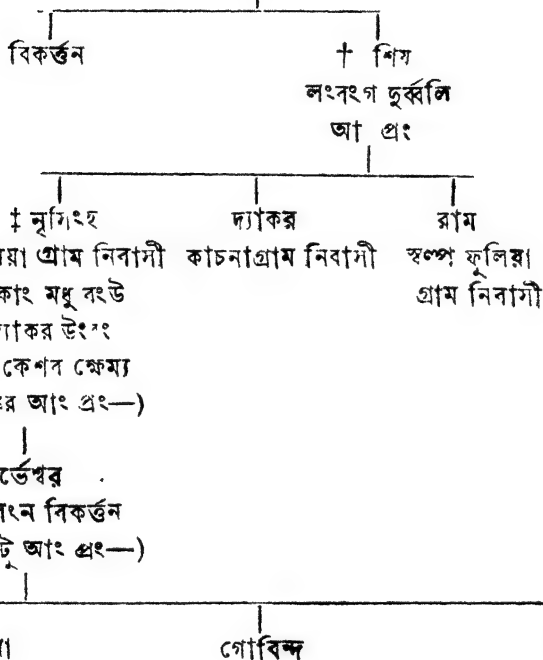 বিকর্ত্তন † শিয
লংবংগ দুর্ব্বলি
আ প্রং
‡ নৃসিংহ দ্যাকর রাম
য়া গ্রাম নিবাসী কাচনাগ্রাম নিবাসী স্বল্প ফুলিয়া
কাং মধু বংউ গ্রাম নিবাসী
্যাকর উং
কেশব ক্ষেম্য
র আং প্রং—)
র্ভেশ্বর
বংন বিকর্ত্তন
টু আং প্রং—)
গোবিন্দ